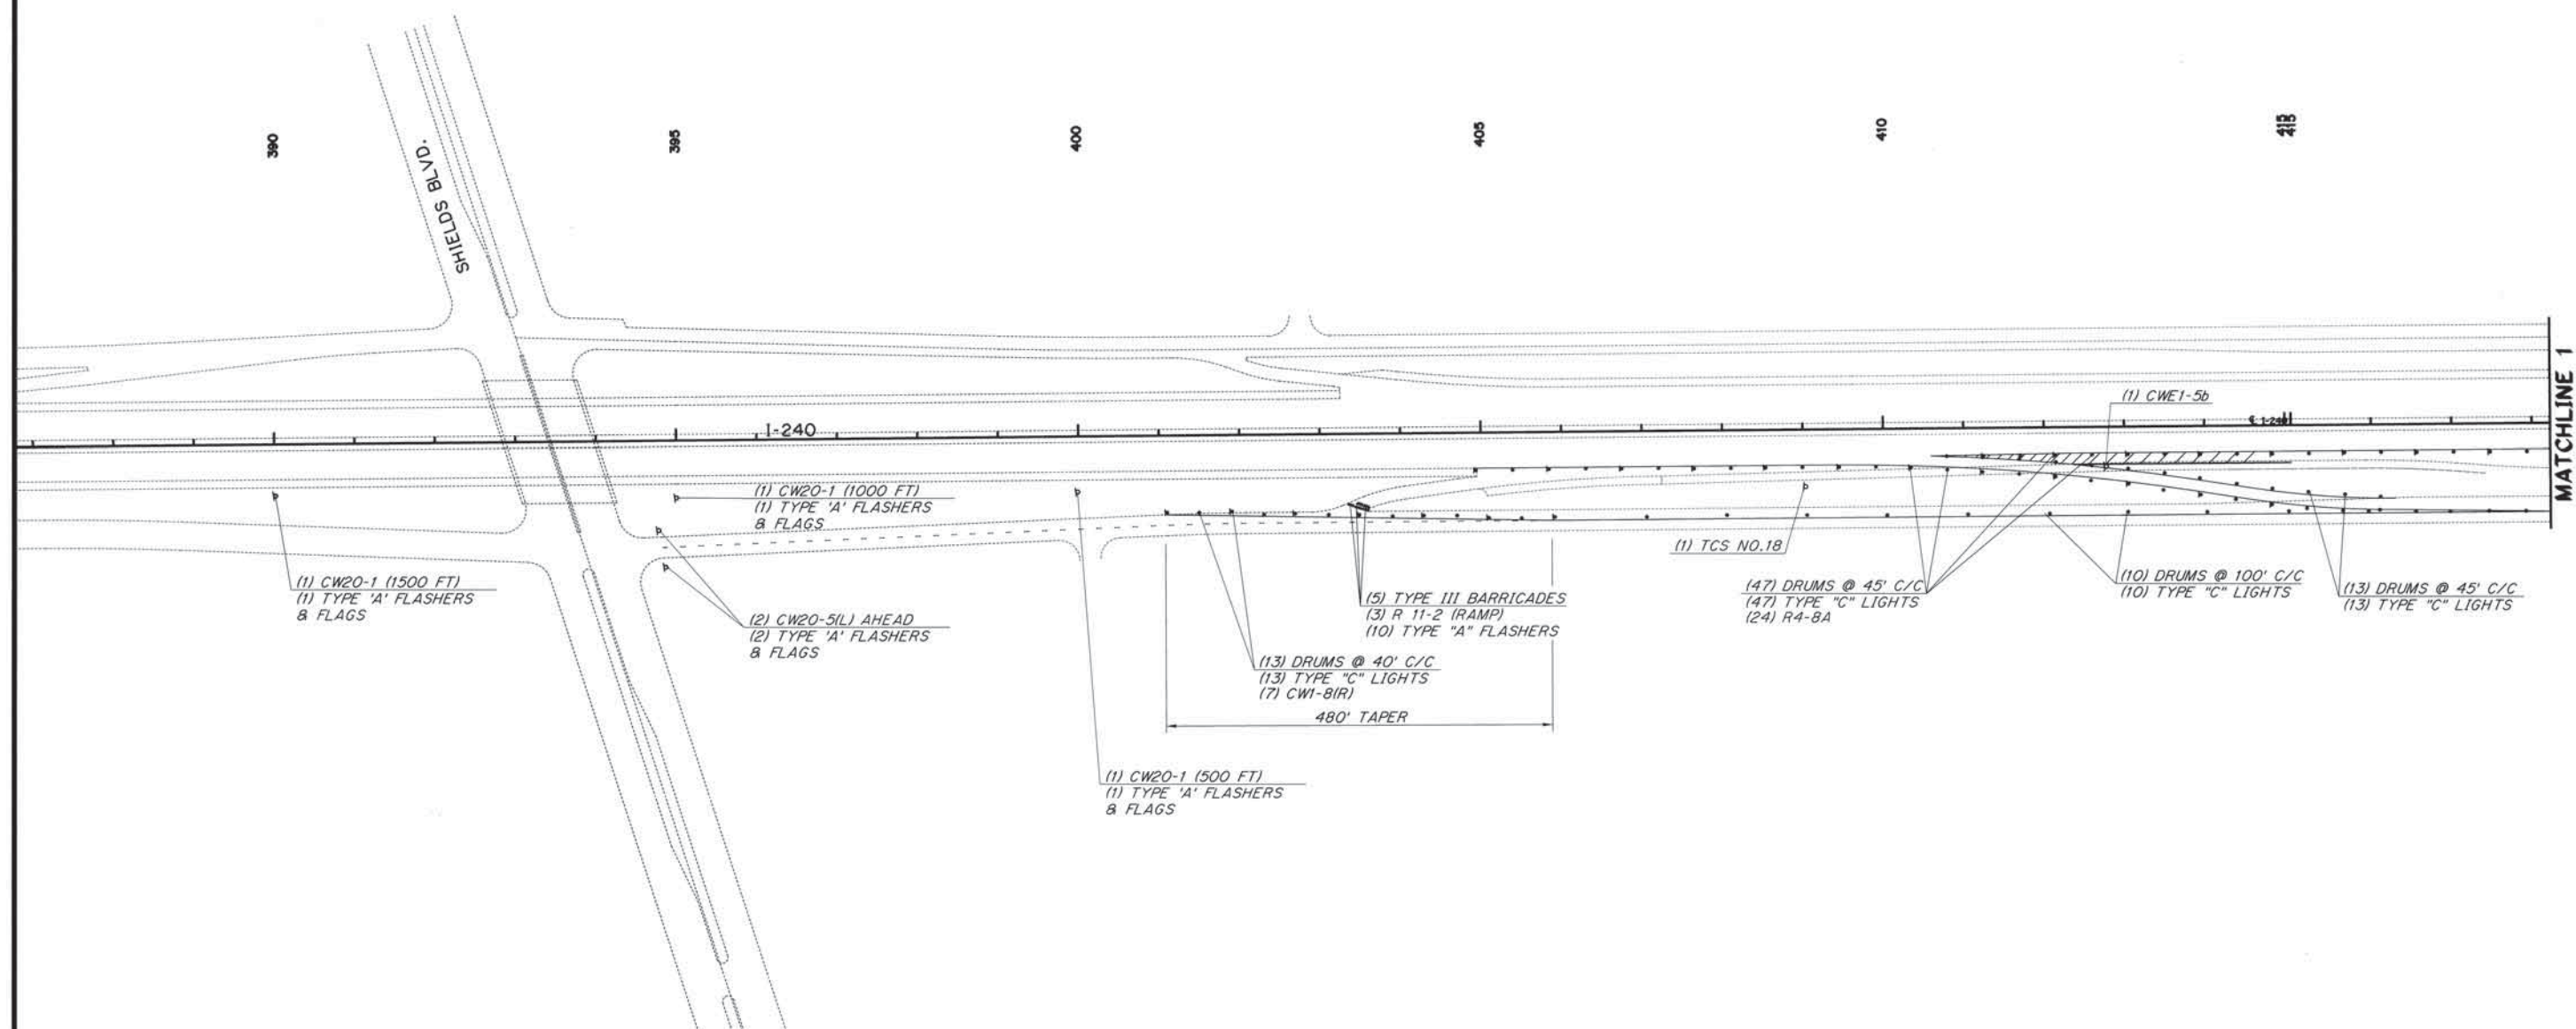 390
395
400
405
410
415
415
SHIELDS BLVD.
I-240
(1) CWE1-5b
MATCHLINE 1
(1) CW20-1 (1000 FT)
(1) TYPE 'A' FLASHERS
& FLAGS
(1) CW20-1 (1500 FT)
(1) TYPE 'A' FLASHERS
& FLAGS
(2) CW20-5(L) AHEAD
(2) TYPE 'A' FLASHERS
& FLAGS
(1) TCS NO.18
(5) TYPE III BARRICADES
(3) R 11-2 (RAMP)
(10) TYPE "A" FLASHERS
(47) DRUMS @ 45' C/C
(47) TYPE "C" LIGHTS
(24) R4-8A
(10) DRUMS @ 100' C/C
(10) TYPE "C" LIGHTS
(13) DRUMS @ 45' C/C
(13) TYPE "C" LIGHTS
(13) DRUMS @ 40' C/C
(13) TYPE "C" LIGHTS
(7) CW1-8(R)
480' TAPER
(1) CW20-1 (500 FT)
(1) TYPE 'A' FLASHERS
& FLAGS